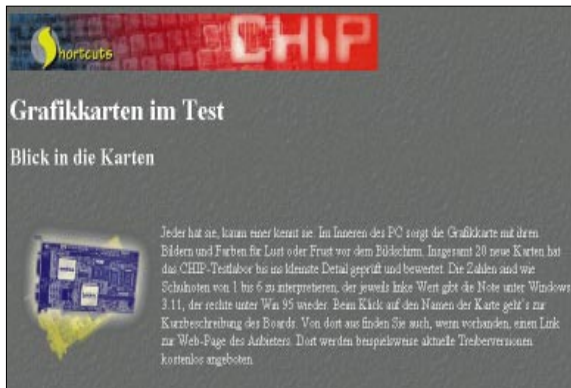 Shortcuts CHIP
Grafikkarten im Test
Blick in die Karten
Jeder hat sie, kaum einer kennt sie. Im Inneren des PC sorgt die Grafikkarte mit ihren
Bildern und Farben für Lust oder Frust vor dem Bildschirm. Insgesamt 20 neue Karten hat
das CHIP-Testlabor bis ins kleinste Detail geprüft und bewertet. Die Zahlen sind wie
Schulnoten von 1 bis 6 zu interpretieren, der jeweils linke Wert gibt die Note unter Windows
3.11, der rechte unter Win 95 wieder. Beim Klick auf den Namen der Karte geht's zur
Kurzbeschreibung des Boards. Von dort aus finden Sie auch, wenn vorhanden, einen Link
zur Web-Page des Anbieters. Dort werden beispielsweise aktuelle Treiberversionen
kostenlos angeboten.